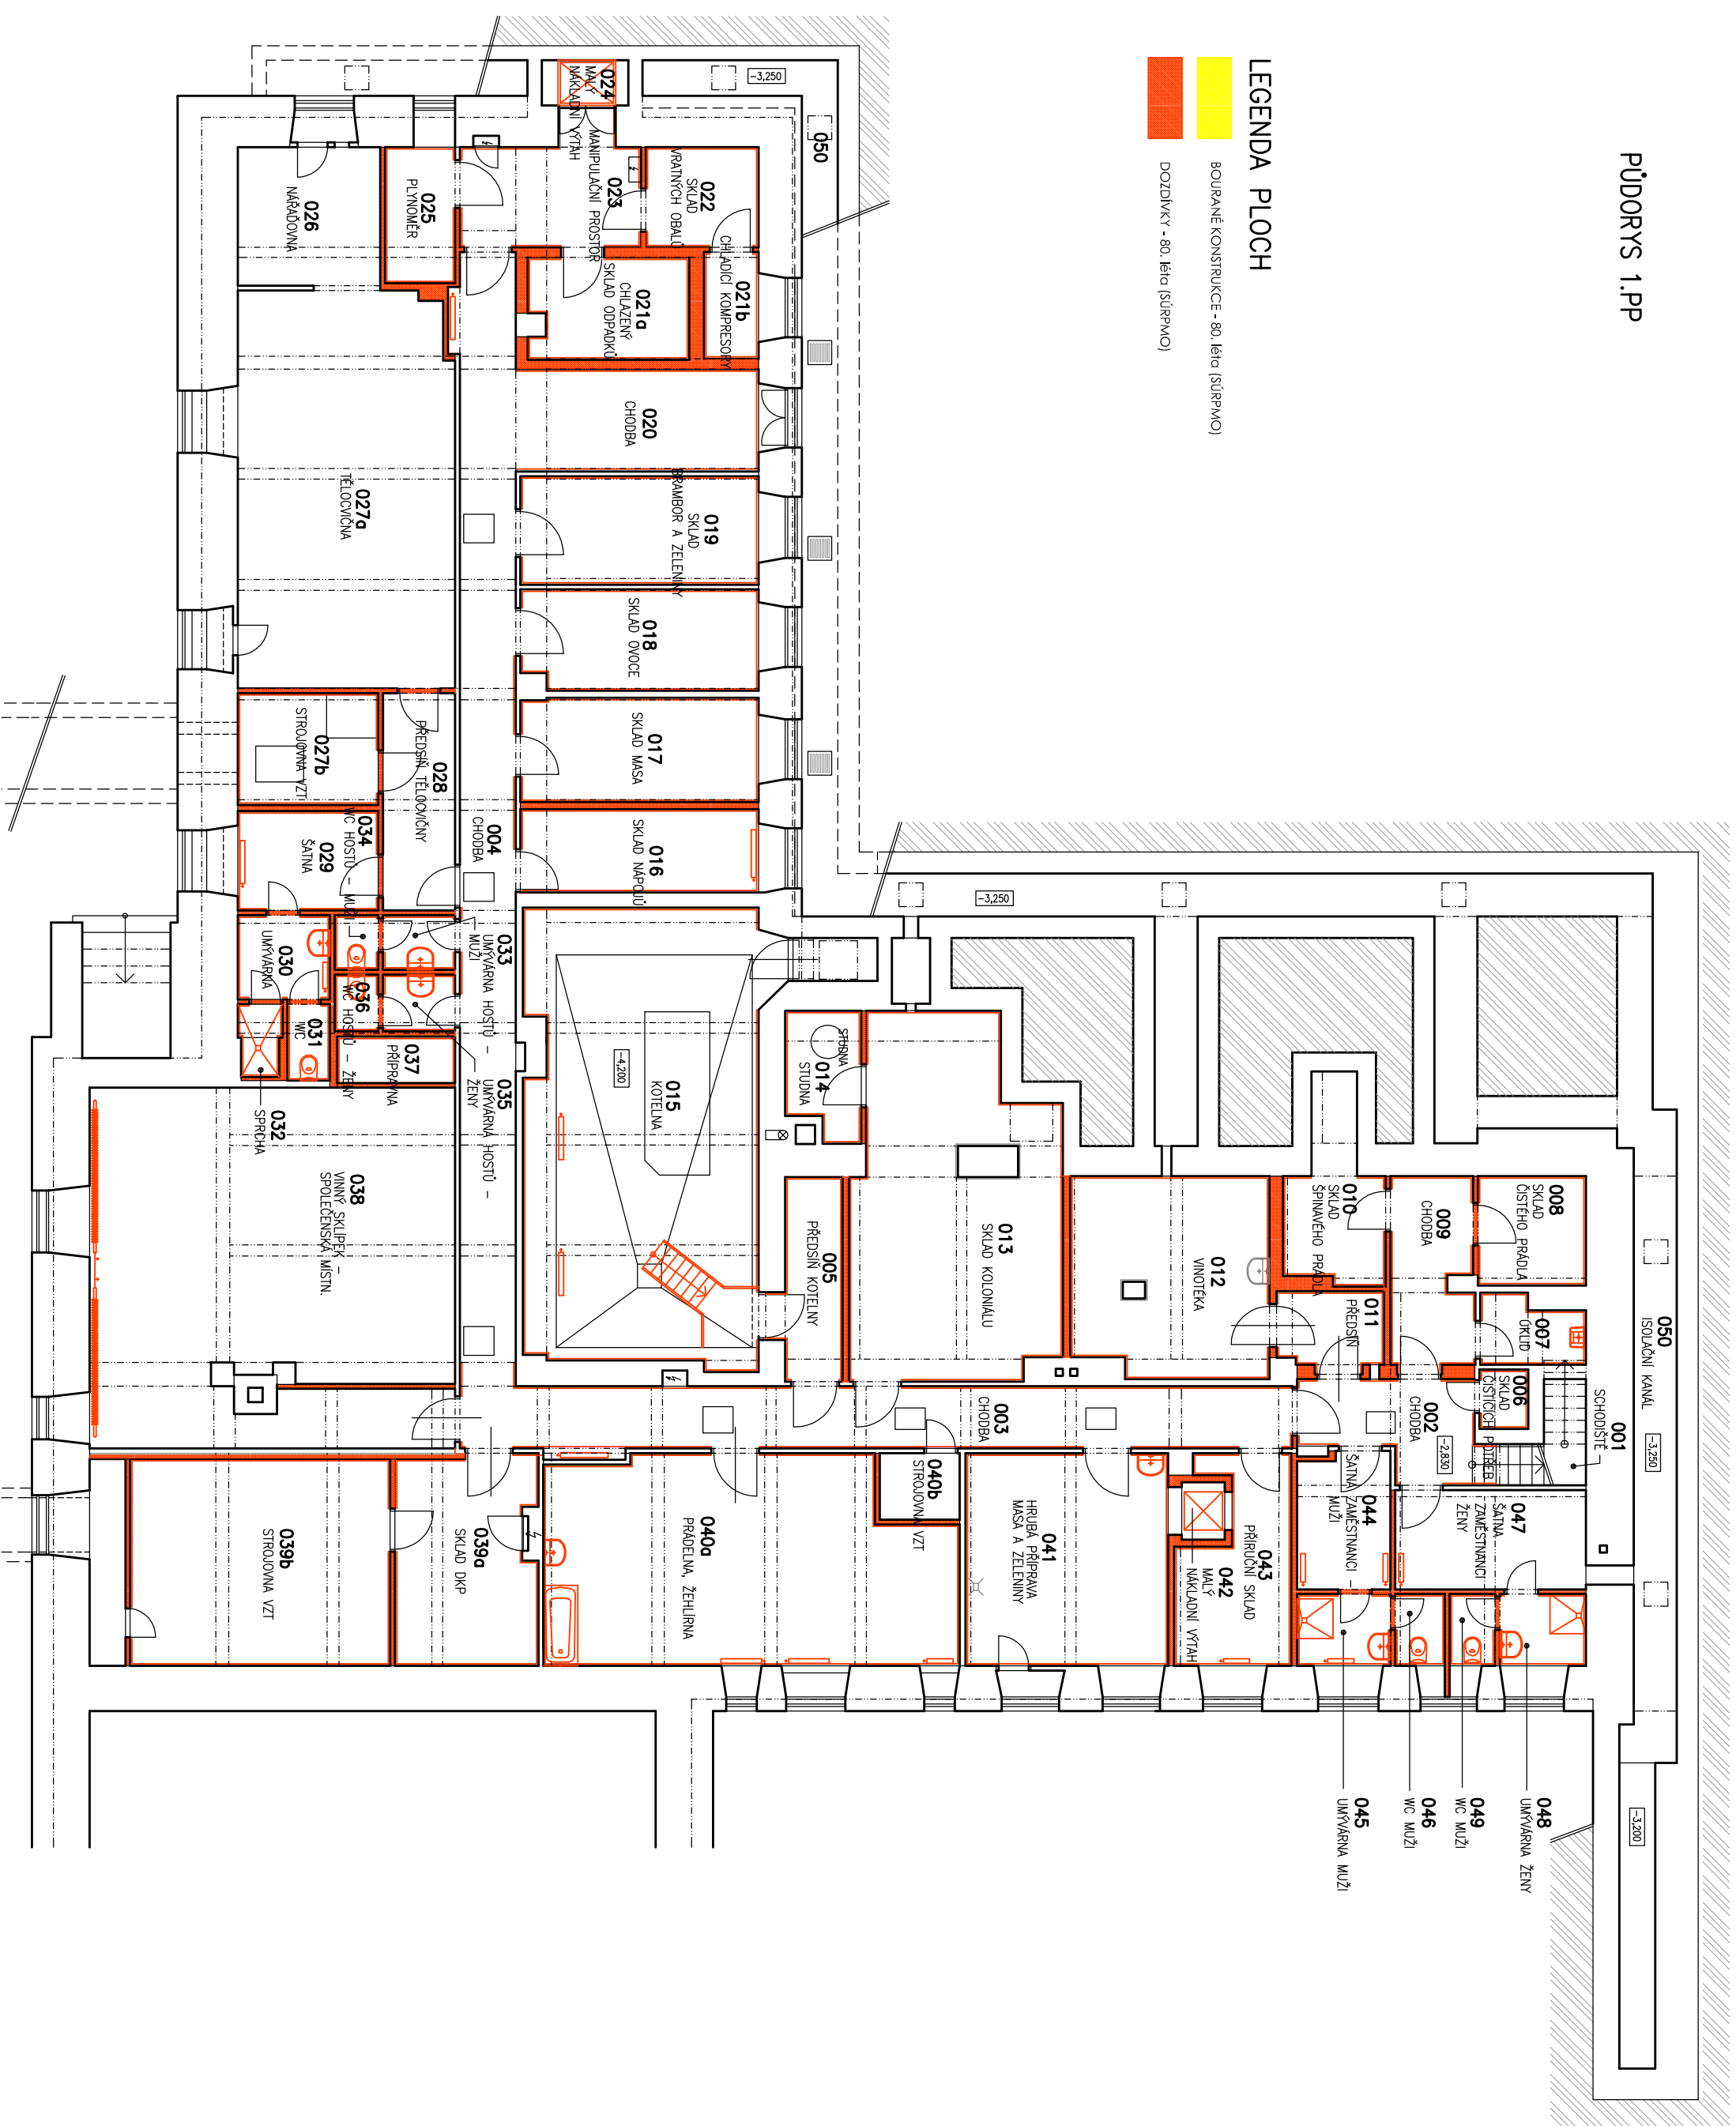 PŮDORYS 1.PP
LEGENDA PLOCH
BOURANÉ KONSTRUKCE - 80. léta (SÚRPMO)
DOZDÍVKY - 80. léta (SÚRPMO)
001
SCHODIŠTĚ
050
ISOLAČNÍ KANÁL
-3,250
-3,200
006
SKLAD
ČISTÍCÍCH POTŘEB
007
ÚKLID
008
SKLAD
ČISTÉHO PRÁDLA
009
CHODBA
002
CHODBA
-2,830
047
ŠATNA
ZAMĚSTNANCI
ŽENY
048
UMÝVÁRNA ŽENY
049
WC MUŽI
046
WC MUŽI
045
UMÝVÁRNA MUŽI
044
ŠATNA ZAMĚSTNANCI -
MUŽI
010
SKLAD
ŠPINAVÉHO PRÁDLA
011
PŘEDSÍŇ
012
VINOTÉKA
043
PŘÍRUČNÍ SKLAD
042
MALÝ
NÁKLADNÍ VÝTAH
041
HRUBÁ PŘÍPRAVA
MASA A ZELENINY
013
SKLAD KOLONIÁLU
003
CHODBA
-3,250
040b
STROJOVNA VZT
040a
PRÁDELNA, ŽEHLÍRNA
014
STUDNA
STUDNA
005
PŘEDSÍŇ KOTELNY
015
KOTELNA
-4,200
050
-3,250
022
SKLAD
VRATNÝCH OBALŮ
021b
CHLADÍCÍ KOMPRESORY
021a
CHLAZENÝ
SKLAD ODPADKŮ
023
MANIPULAČNÍ PROSTOR
024
MALÝ
NÁKLADNÍ VÝTAH
020
CHODBA
019
SKLAD
BRAMBOR A ZELENINY
018
SKLAD OVOCE
017
SKLAD MASA
016
SKLAD NÁPOJŮ
004
CHODBA
025
PLYNOMĚR
026
NÁŘAĎOVNA
027a
TĚLOCVIČNA
027b
STROJOVNA VZT
028
PŘEDSÍŇ TĚLOCVIČNY
029
ŠATNA
034
WC HOSTŮ - MUŽI
033
UMÝVÁRNA HOSTŮ -
MUŽI
035
UMÝVÁRNA HOSTŮ -
ŽENY
036
WC HOSTŮ - ŽENY
030
UMÝVÁRNA
031
WC
032
SPRCHA
037
PŘÍPRAVNA
038
VINNÝ SKLÍPEK -
SPOLEČENSKÁ MÍSTN.
039a
SKLAD DKP
039b
STROJOVNA VZT